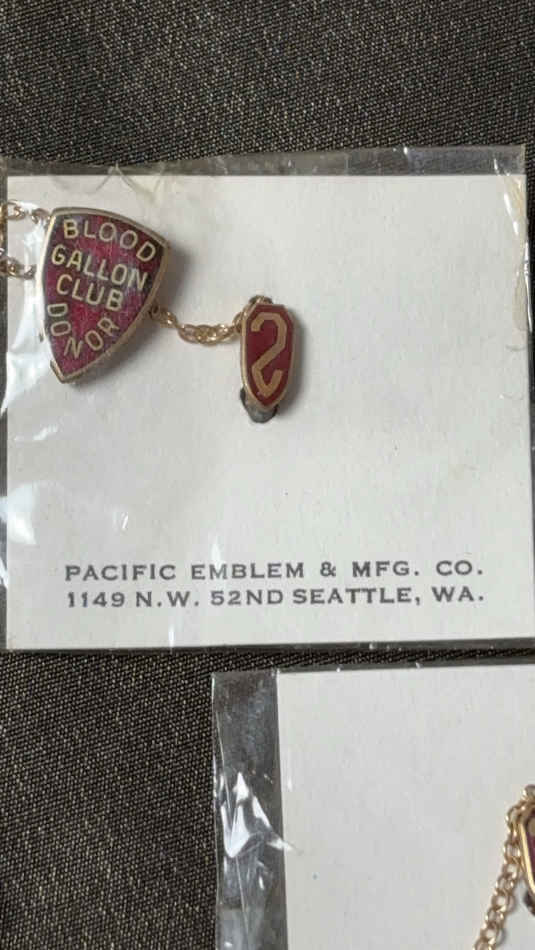 BLOOD
GALLON
CLUB
DONOR
2
PACIFIC EMBLEM & MFG. CO.
1149 N.W. 52ND SEATTLE, WA.